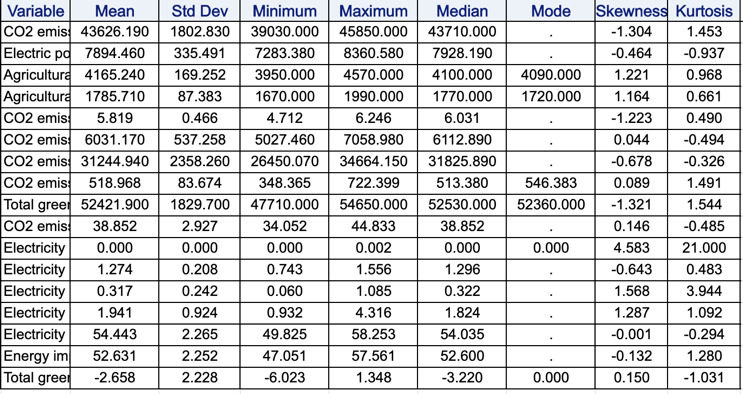 Variable Mean Std Dev Minimum Maximum Median Mode Skewness Kurtosis
CO2 emis 43626.190 1802.830 39030.000 45850.000 43710.000 . -1.304 1.453
Electric po 7894.460 335.491 7283.380 8360.580 7928.190 . -0.464 -0.937
Agricultura 4165.240 169.252 3950.000 4570.000 4100.000 4090.000 1.221 0.968
Agricultura 1785.710 87.383 1670.000 1990.000 1770.000 1720.000 1.164 0.661
CO2 emis 5.819 0.466 4.712 6.246 6.031 . -1.223 0.490
CO2 emis 6031.170 537.258 5027.460 7058.980 6112.890 . 0.044 -0.494
CO2 emis 31244.940 2358.260 26450.070 34664.150 31825.890 . -0.678 -0.326
CO2 emis 518.968 83.674 348.365 722.399 513.380 546.383 0.089 1.491
Total greer 52421.900 1829.700 47710.000 54650.000 52530.000 52360.000 -1.321 1.544
CO2 emis 38.852 2.927 34.052 44.833 38.852 . 0.146 -0.485
Electricity 0.000 0.000 0.000 0.002 0.000 0.000 4.583 21.000
Electricity 1.274 0.208 0.743 1.556 1.296 . -0.643 0.483
Electricity 0.317 0.242 0.060 1.085 0.322 . 1.568 3.944
Electricity 1.941 0.924 0.932 4.316 1.824 . 1.287 1.092
Electricity 54.443 2.265 49.825 58.253 54.035 . -0.001 -0.294
Energy im 52.631 2.252 47.051 57.561 52.600 . -0.132 1.280
Total greer -2.658 2.228 -6.023 1.348 -3.220 0.000 0.150 -1.031